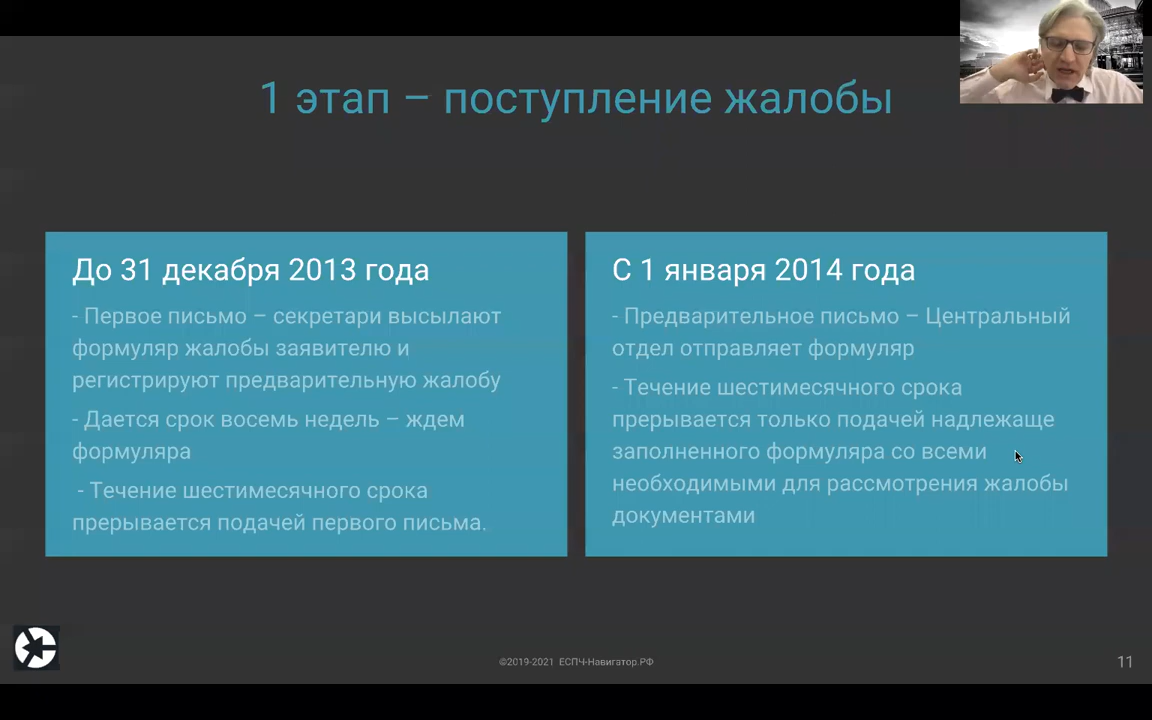 1 этап – поступление жалобы
До 31 декабря 2013 года
- Первое письмо – секретари высылают
формуляр жалобы заявителю и
регистрируют предварительную жалобу
- Дается срок восемь недель – ждем
формуляра
- Течение шестимесячного срока
прерывается подачей первого письма.
С 1 января 2014 года
- Предварительное письмо – Центральный
отдел отправляет формуляр
- Течение шестимесячного срока
прерывается только подачей надлежаще
заполненного формуляра со всеми
необходимыми для рассмотрения жалобы
документами
©2019-2021 ЕСПЧ-Навигатор.РФ
11